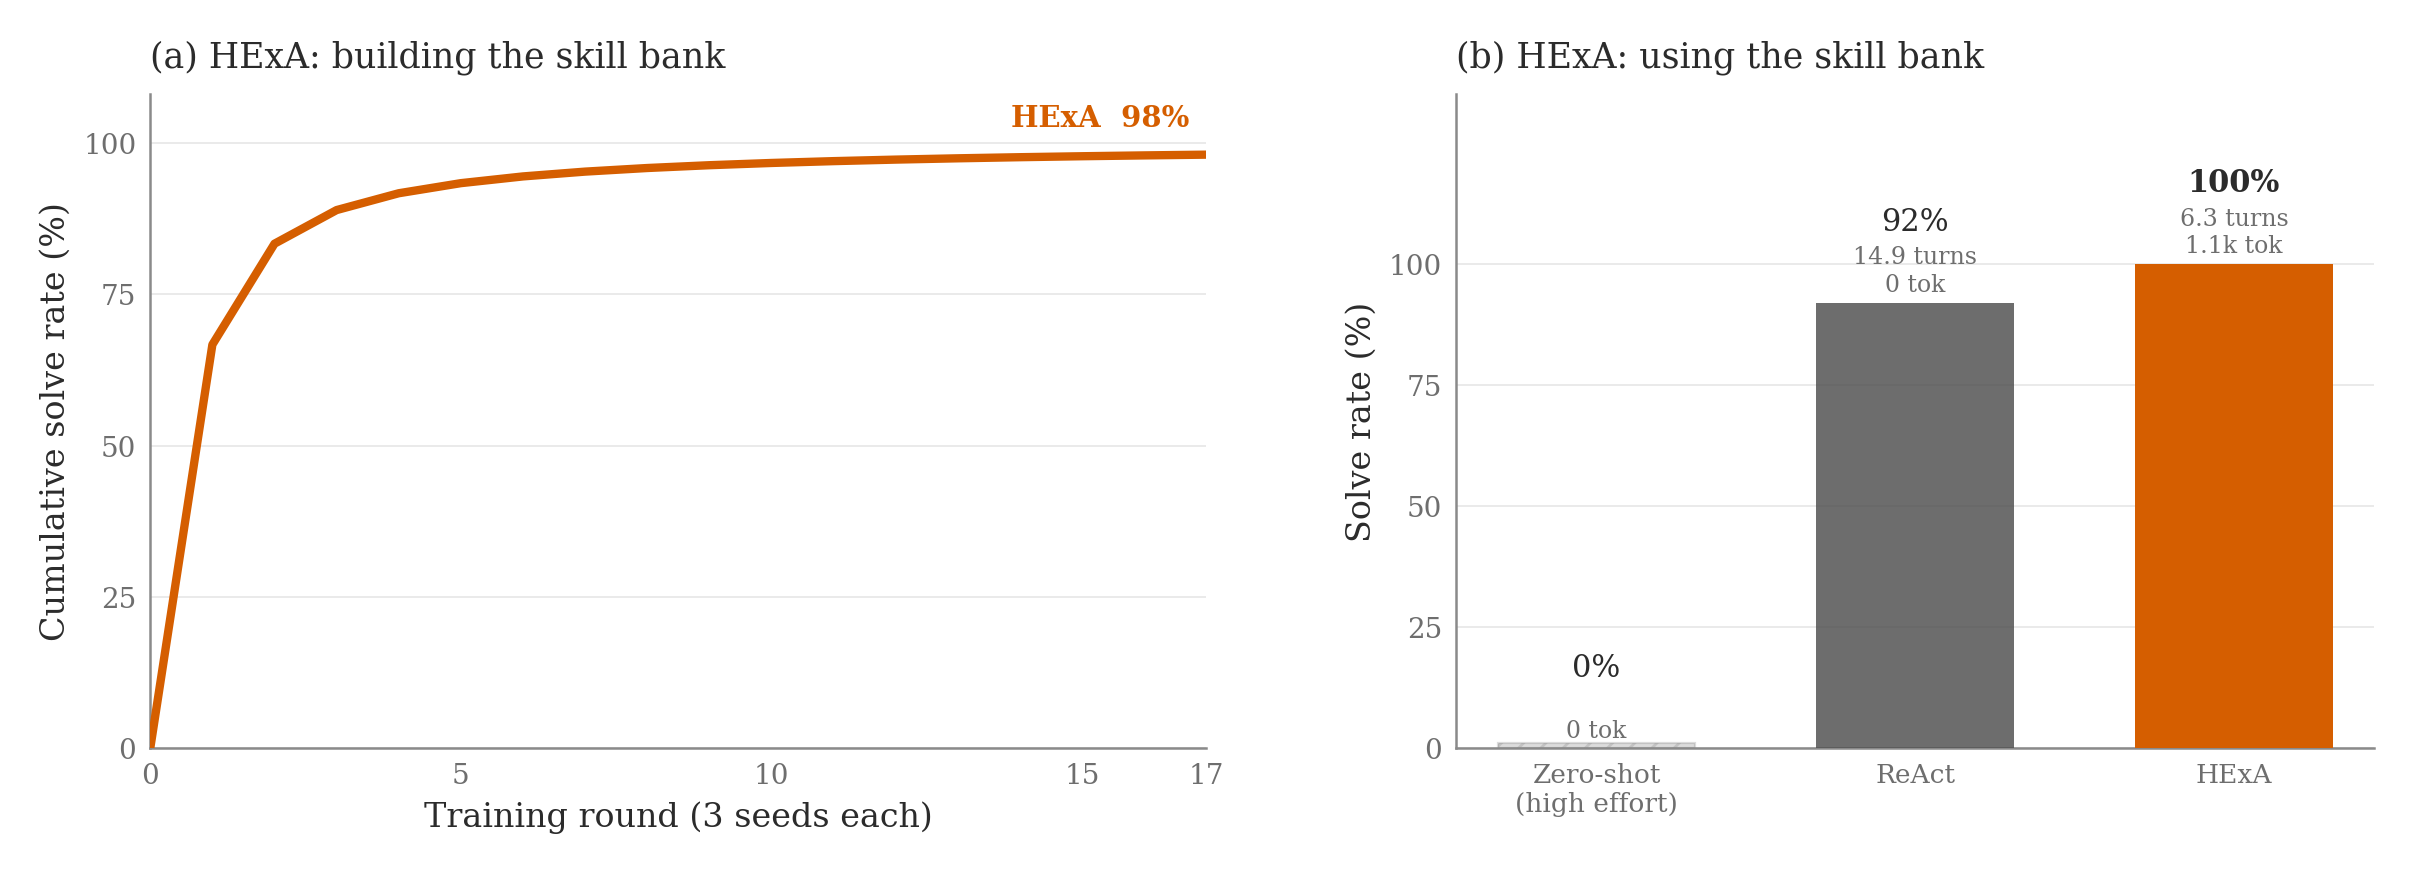 (a) HExA: building the skill bank
HExA 98%
100
75
50
25
0
Cumulative solve rate (%)
0 5 10 15 17
Training round (3 seeds each)
(b) HExA: using the skill bank
100%
6.3 turns
1.1k tok
92%
14.9 turns
0 tok
0%
0 tok
100
75
50
25
0
Solve rate (%)
Zero-shot
(high effort)
ReAct
HExA